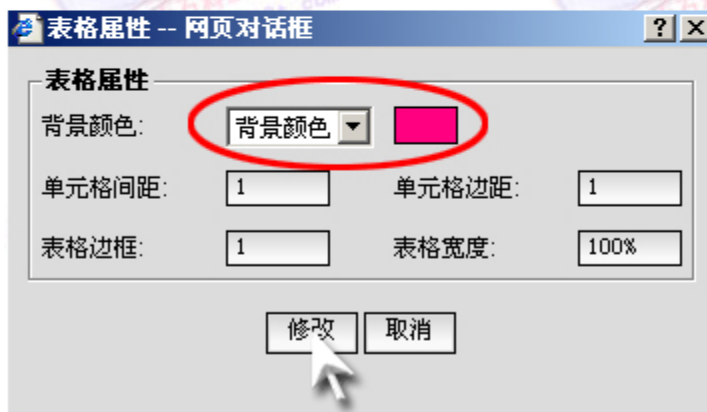 表格属性 -- 网页对话框
表格属性
背景颜色: 背景颜色
单元格间距: 1 单元格边距: 1
表格边框: 1 表格宽度: 100%
修改 取消